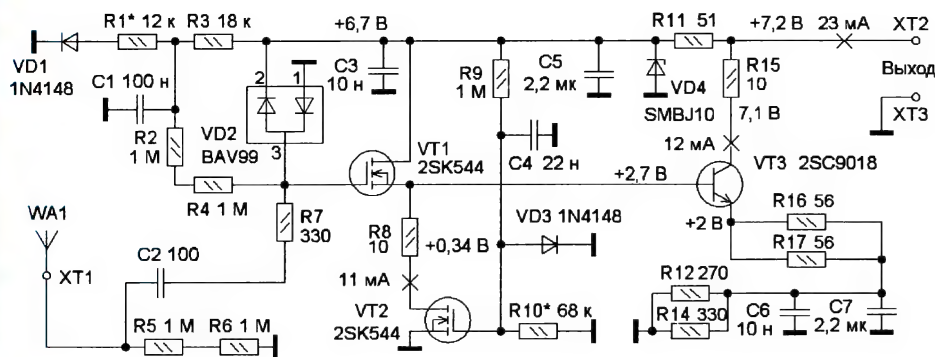 R1* 12 к
R3 18 к
+6,7 В
R11 51
+7,2 В
23 мА
XT2
VD1
1N4148
C1 100 н
2
1
C3
10 н
R9
1 М
C5
2,2 мк
VD4
SMBJ10
R15
10
7,1 В
Выход
XT3
R2
1 М
VD2
BAV99
3
VT1
2SK544
C4 22 н
12 мА
VT3 2SC9018
R4 1 М
+2,7 В
WA1
R7
330
R8
10
+0,34 В
VD3 1N4148
+2 В
R16 56
R17 56
XT1
C2 100
11 мА
VT2
2SK544
R12 270
R5 1 М
R6 1 М
R10* 68 к
R14 330
C6
10 н
C7
2,2 мк